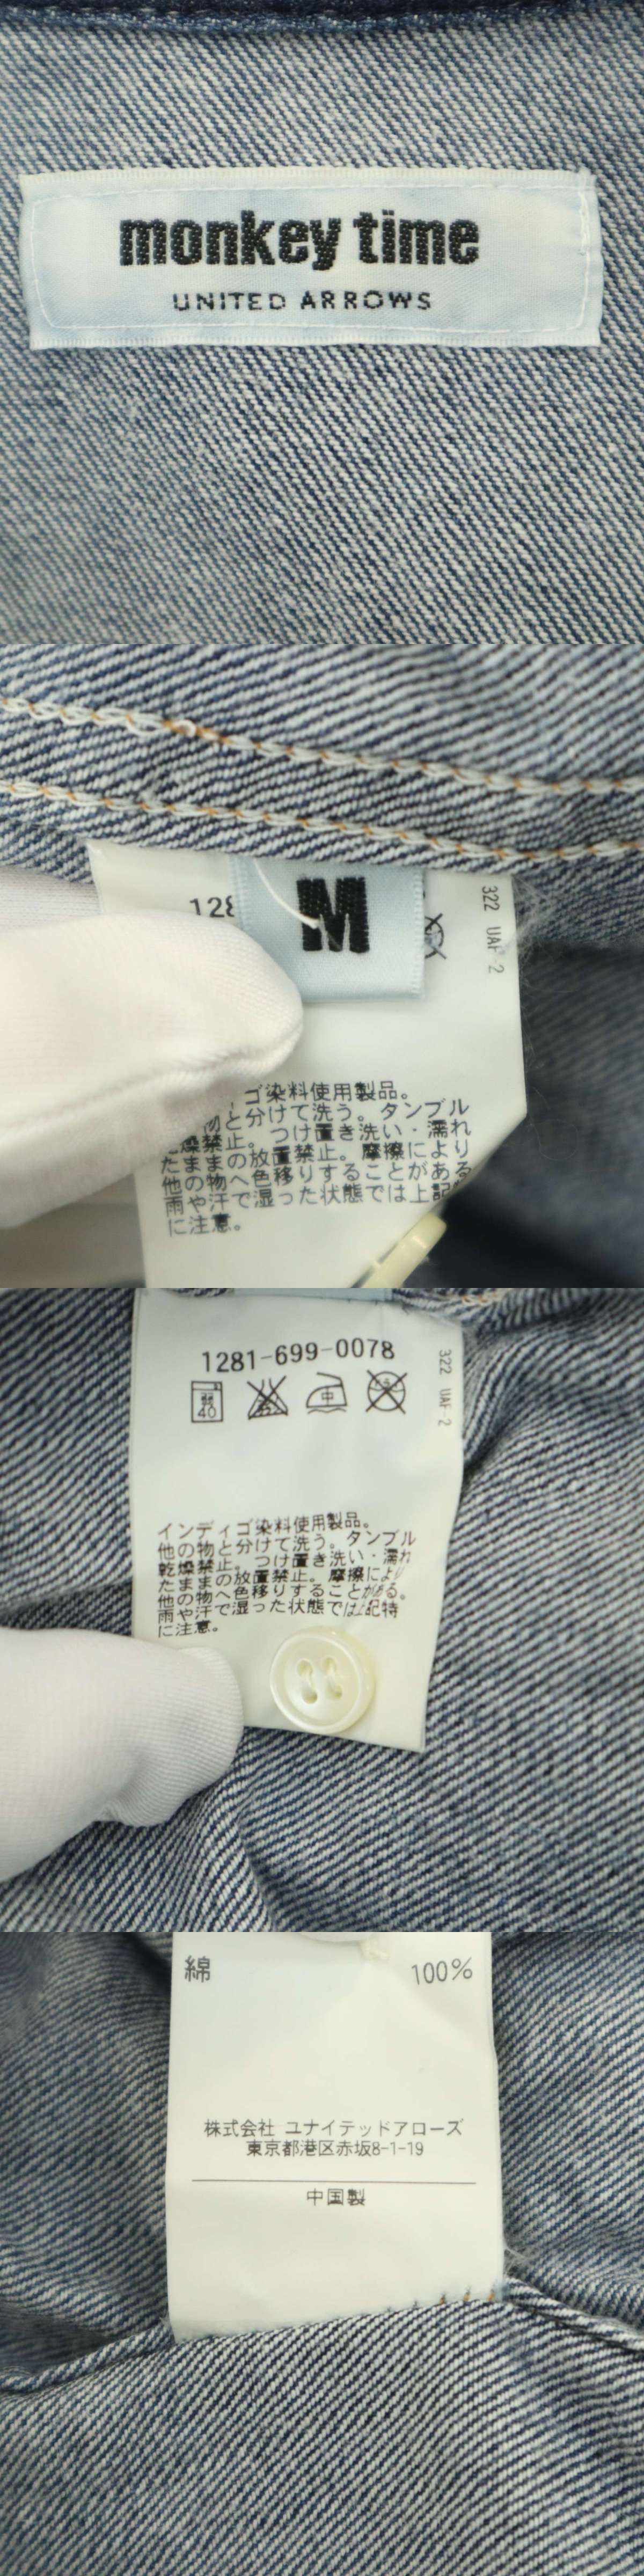 monkey time
UNITED ARROWS
128
M
322 UAF-2
ゴ染料使用製品。
物と分けて洗う。タンブル
燥禁止。つけ置き洗い・濡れ
たままの放置禁止。摩擦により
他の物へ色移りすることがある
雨や汗で湿った状態では上記
に注意。
1281-699-0078
322 UAF-2
40
中
インディゴ染料使用製品。
他の物と分けて洗う。タンブル
乾燥禁止。つけ置き洗い・濡れ
たままの放置禁止。摩擦により
他の物へ色移りすることがある。
雨や汗で湿った状態では上記特
に注意。
綿 100%
株式会社 ユナイテッドアローズ
東京都港区赤坂8-1-19
中国製